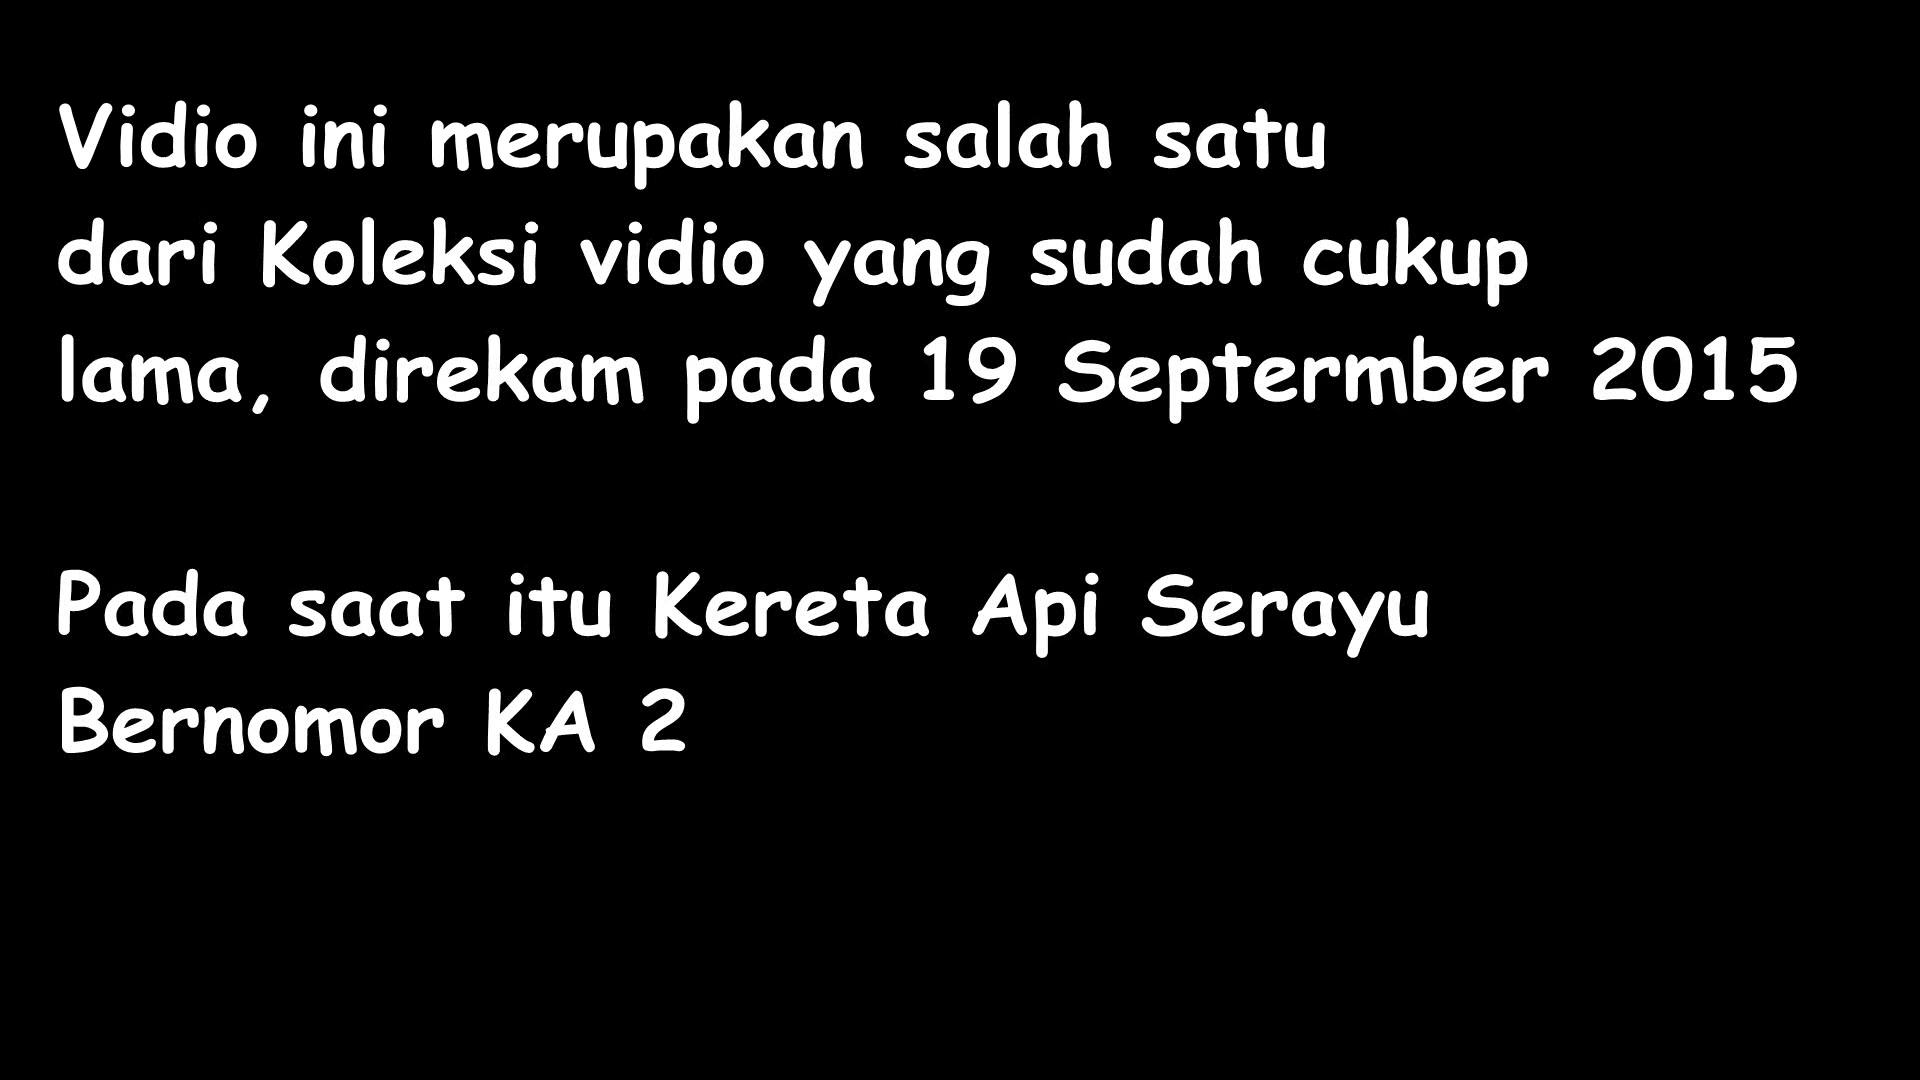 Vidio ini merupakan salah satu
dari Koleksi vidio yang sudah cukup
lama, direkam pada 19 Septermber 2015
Pada saat itu Kereta Api Serayu
Bernomor KA 2